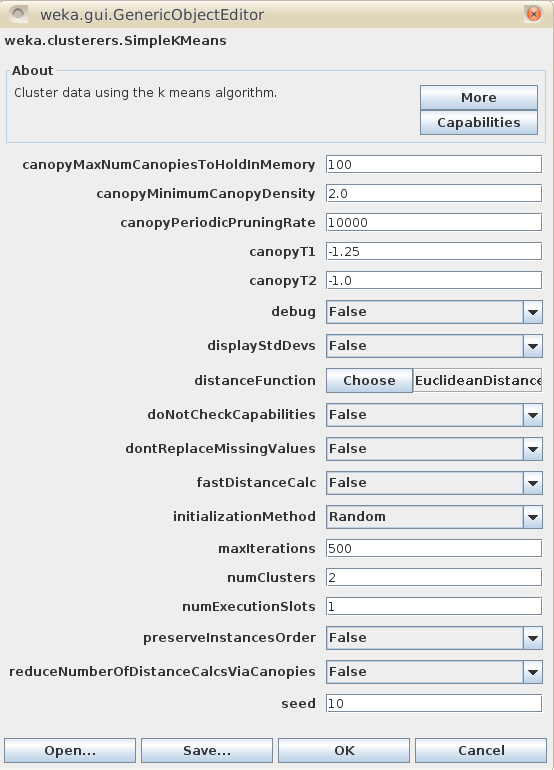 weka.gui.GenericObjectEditor
weka.clusterers.SimpleKMeans
About
Cluster data using the k means algorithm.
More
Capabilities
canopyMaxNumCanopiesToHoldInMemory 100
canopyMinimumCanopyDensity 2.0
canopyPeriodicPruningRate 10000
canopyT1 -1.25
canopyT2 -1.0
debug False
displayStdDevs False
distanceFunction Choose EuclideanDistance
doNotCheckCapabilities False
dontReplaceMissingValues False
fastDistanceCalc False
initializationMethod Random
maxIterations 500
numClusters 2
numExecutionSlots 1
preserveInstancesOrder False
reduceNumberOfDistanceCalcsViaCanopies False
seed 10
Open... Save... OK Cancel